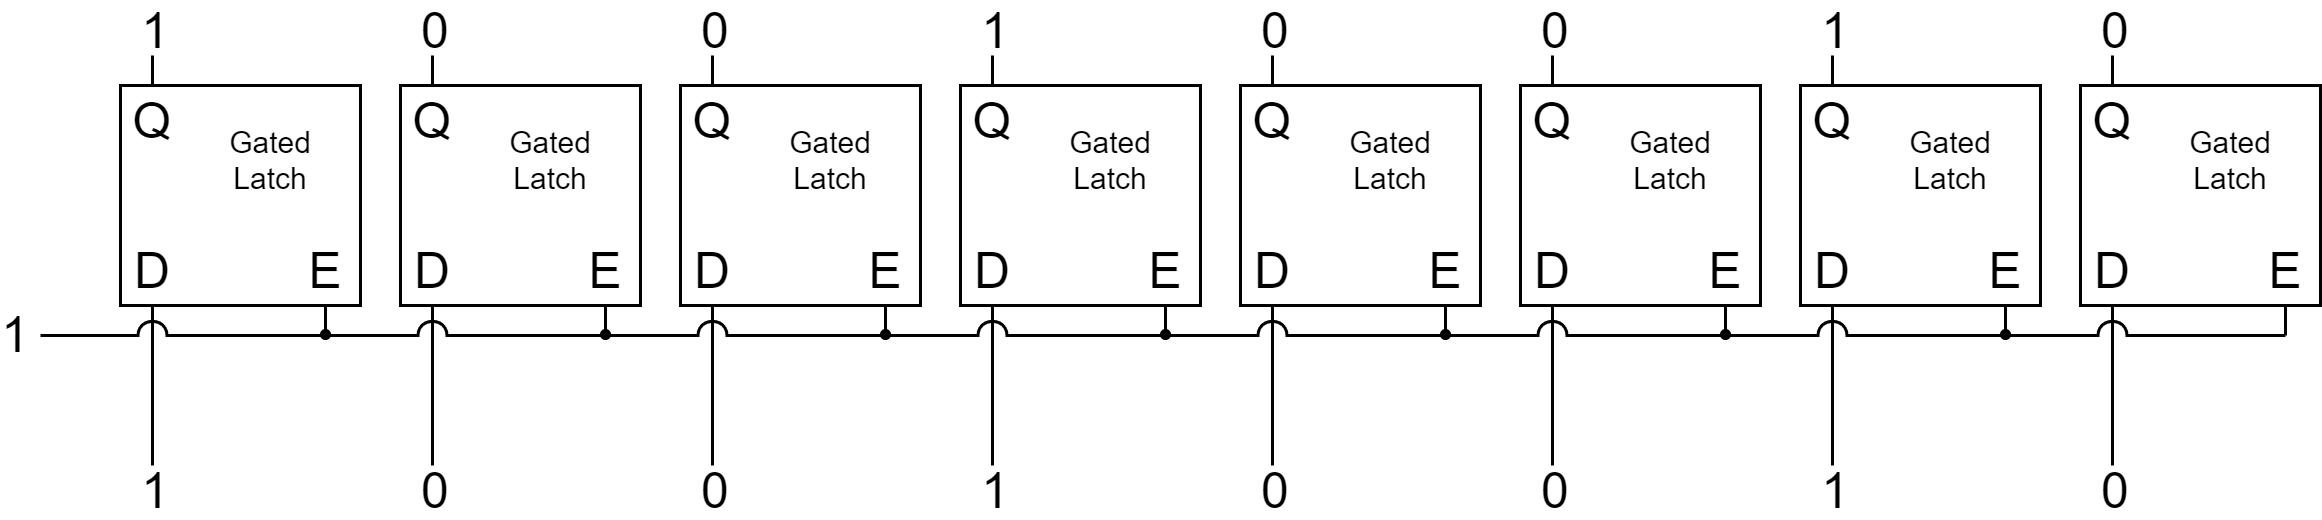 1 0 0 1 0 0 1 0
Q Q Q Q Q Q Q Q
Gated Gated Gated Gated Gated Gated Gated Gated
Latch Latch Latch Latch Latch Latch Latch Latch
D E D E D E D E D E D E D E D E
1
1 0 0 1 0 0 1 0